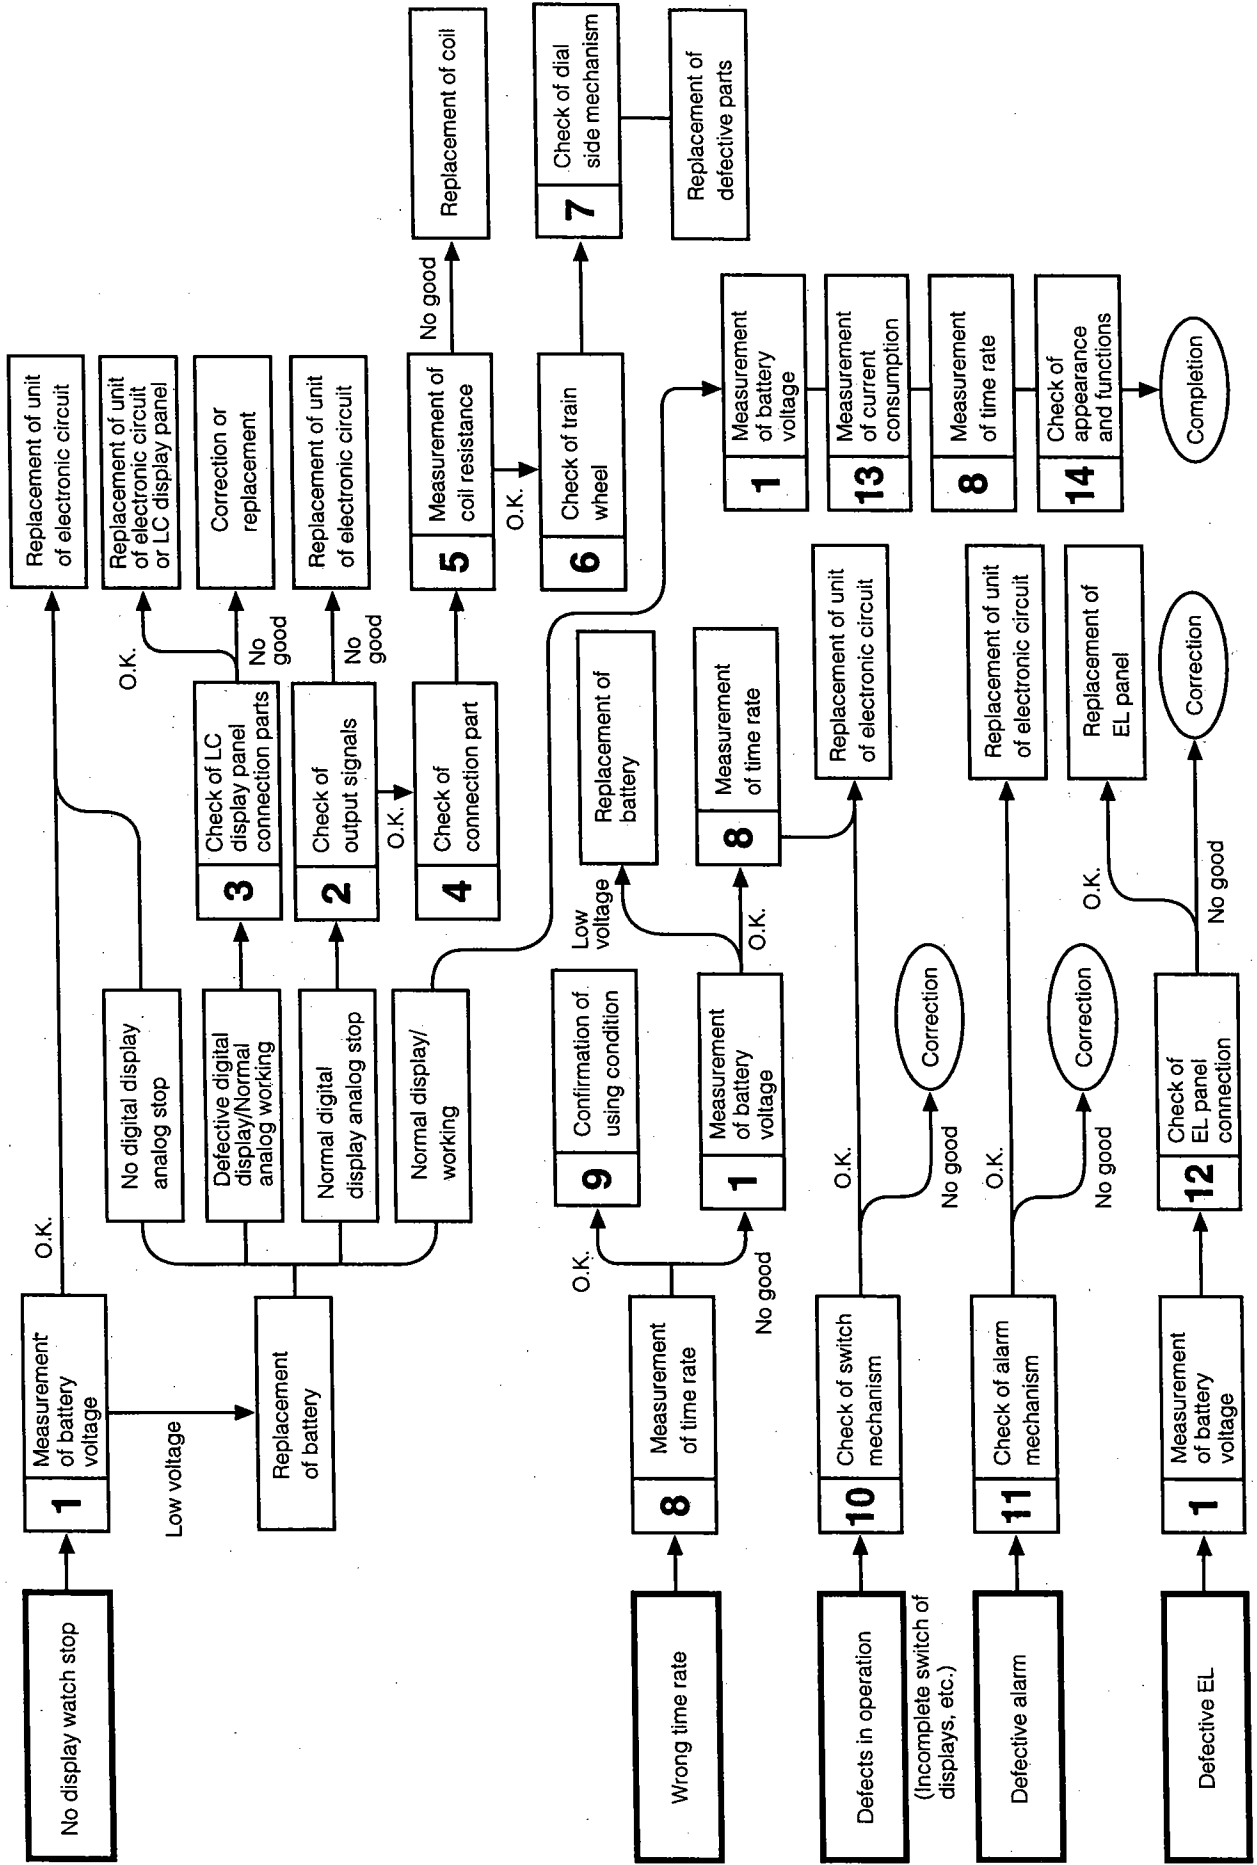 No display watch stop
1
Measurement
of battery
voltage
O.K.
Replacement of unit
of electronic circuit
Low voltage
Replacement
of battery
No digital display
analog stop
Defective digital
display/Normal
analog working
3
Check of LC
display panel
connection parts
O.K.
Replacement of unit
of electronic circuit
or LC display panel
No
good
Correction or
replacement
Normal digital
display analog stop
2
Check of
output signals
No
good
Replacement of unit
of electronic circuit
O.K.
4
Check of
connection part
5
Measurement of
coil resistance
No good
Replacement of coil
O.K.
6
Check of train
wheel
7
Check of dial
side mechanism
Replacement of
defective parts
Normal display/
working
1
Measurement
of battery
voltage
13
Measurement
of current
consumption
8
Measurement
of time rate
14
Check of
appearance
and functions
Completion
Wrong time rate
8
Measurement
of time rate
O.K.
9
Confirmation of
using condition
No good
1
Measurement
of battery
voltage
Low
voltage
Replacement of
battery
O.K.
8
Measurement
of time rate
Defects in operation
(Incomplete switch of
displays, etc.)
10
Check of switch
mechanism
O.K.
Replacement of unit
of electronic circuit
No good
Correction
Defective alarm
11
Check of alarm
mechanism
O.K.
Replacement of unit
of electronic circuit
No good
Correction
Defective EL
1
Measurement
of battery
voltage
12
Check of
EL panel
connection
O.K.
Replacement of
EL panel
No good
Correction